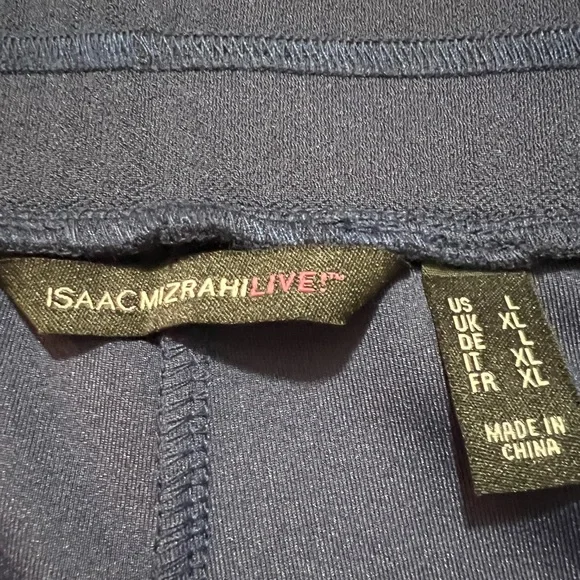 ISAACMIZRAHILIVE!™
US L
UK XL
DE L
IT XL
FR XL
MADE IN
CHINA